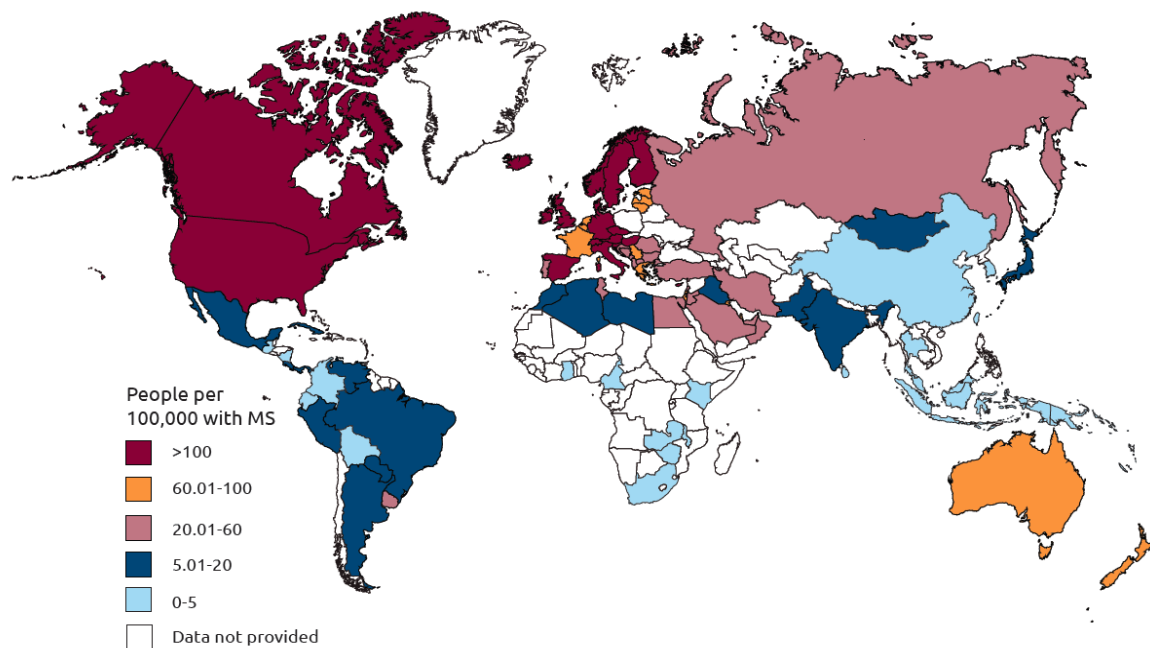 People per
100,000 with MS
>100
60.01-100
20.01-60
5.01-20
0-5
Data not provided